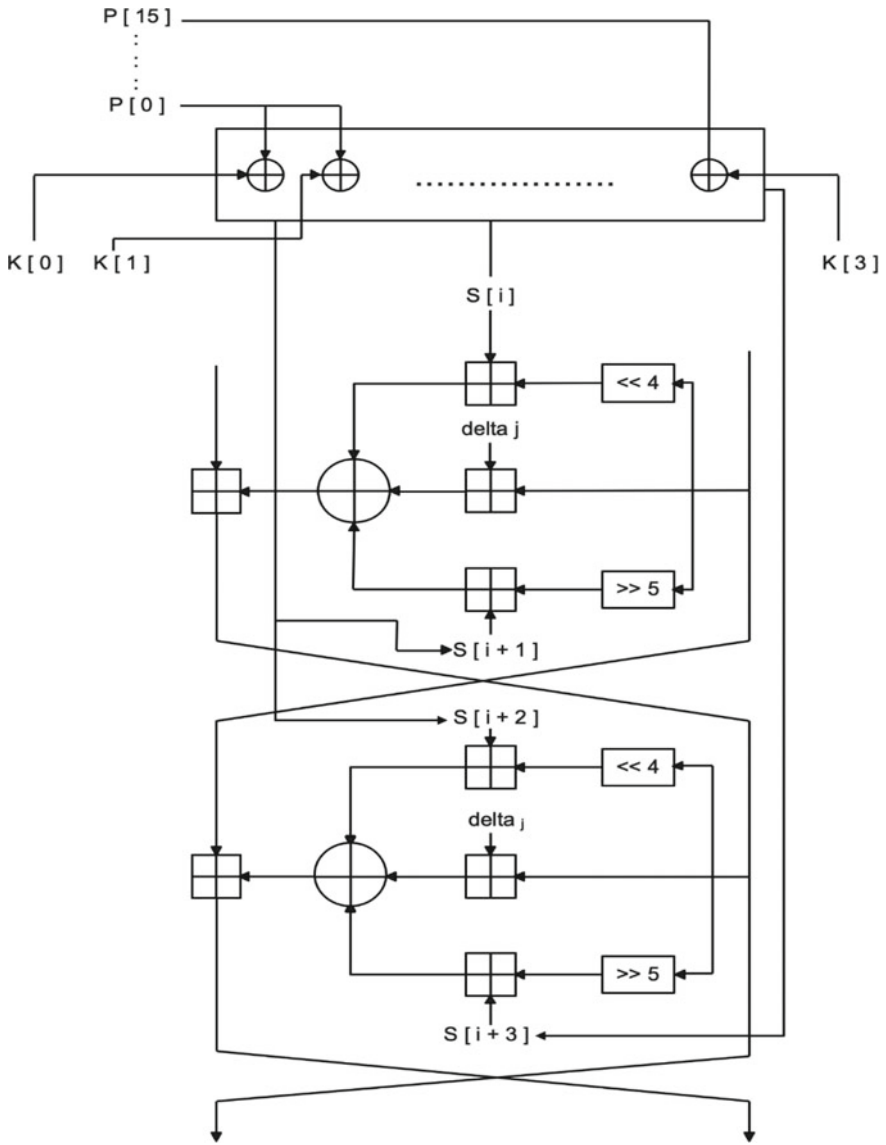 P [ 15 ]
P [ 0 ]
K [ 0 ] K [ 1 ] K [ 3 ]
S [ i ]
<< 4
delta j
>> 5
S [ i + 1 ]
S [ i + 2 ]
<< 4
delta j
>> 5
S [ i + 3 ]